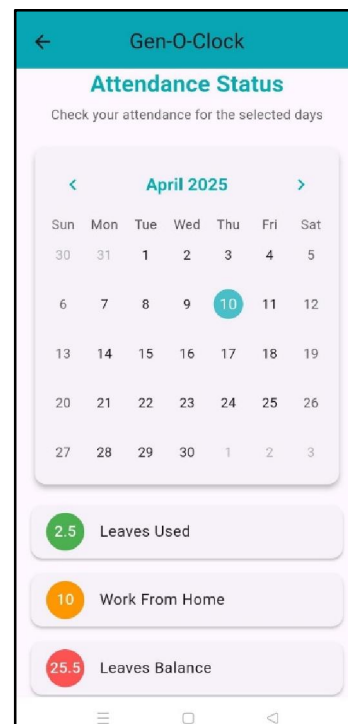 Gen-O-Clock
Attendance Status
Check your attendance for the selected days
April 2025
Sun Mon Tue Wed Thu Fri Sat
30 31 1 2 3 4 5
6 7 8 9 10 11 12
13 14 15 16 17 18 19
20 21 22 23 24 25 26
27 28 29 30 1 2 3
2.5 Leaves Used
10 Work From Home
25.5 Leaves Balance